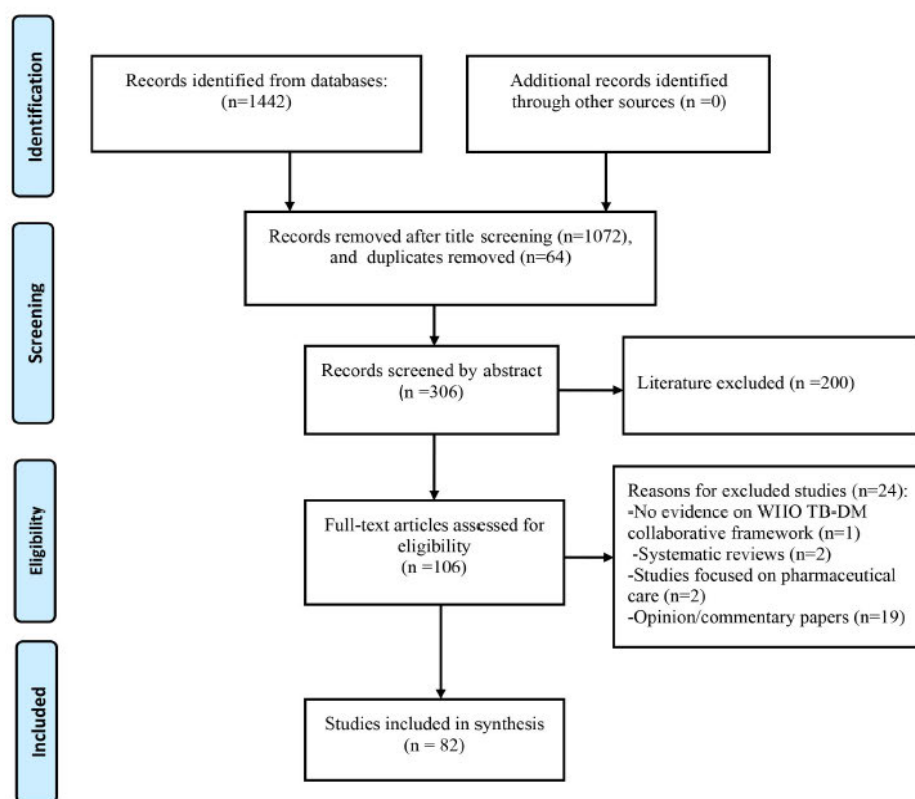 Identification
Records identified from databases:
(n=1442)
Additional records identified
through other sources (n =0)
Screening
Records removed after title screening (n=1072),
and duplicates removed (n=64)
Records screened by abstract
(n =306)
Literature excluded (n =200)
Eligibility
Full-text articles assessed for
eligibility
(n =106)
Reasons for excluded studies (n=24):
-No evidence on WHO TB-DM
collaborative framework (n=1)
-Systematic reviews (n=2)
-Studies focused on pharmaceutical
care (n=2)
-Opinion/commentary papers (n=19)
Included
Studies included in synthesis
(n = 82)